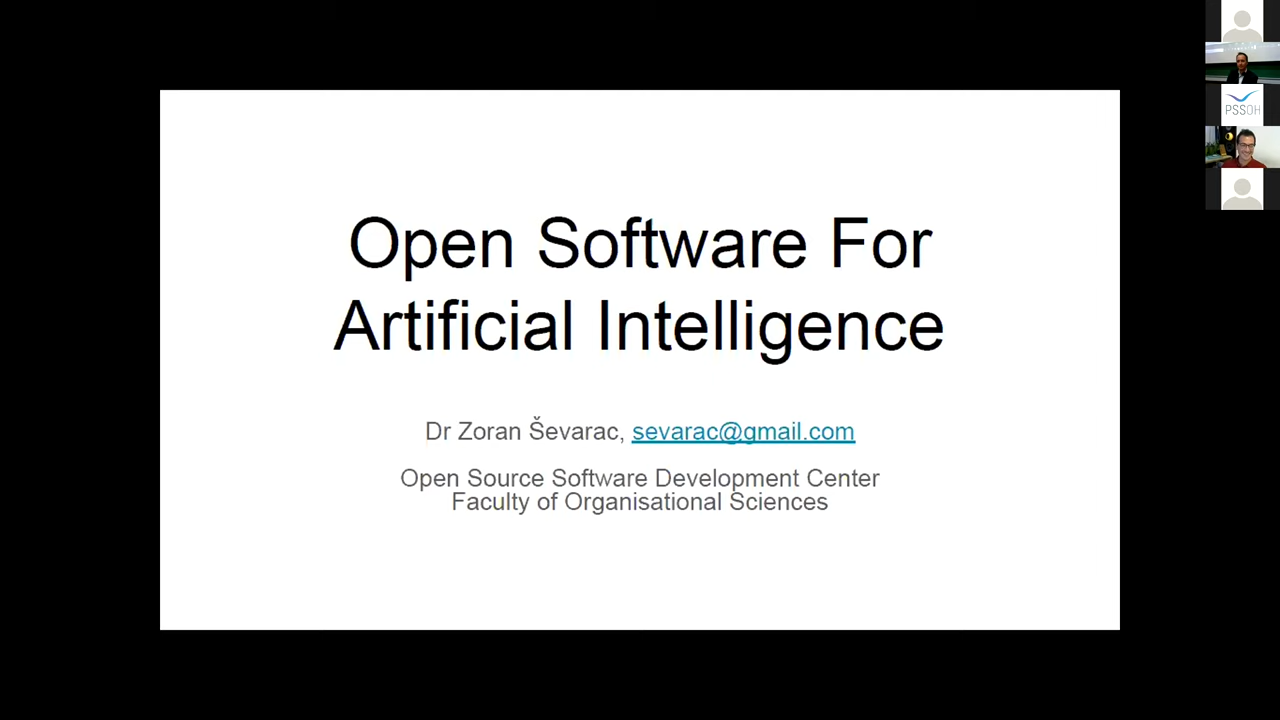 Open Software For
Artificial Intelligence
Dr Zoran Ševarac, sevarac@gmail.com
Open Source Software Development Center
Faculty of Organisational Sciences
PSSOH